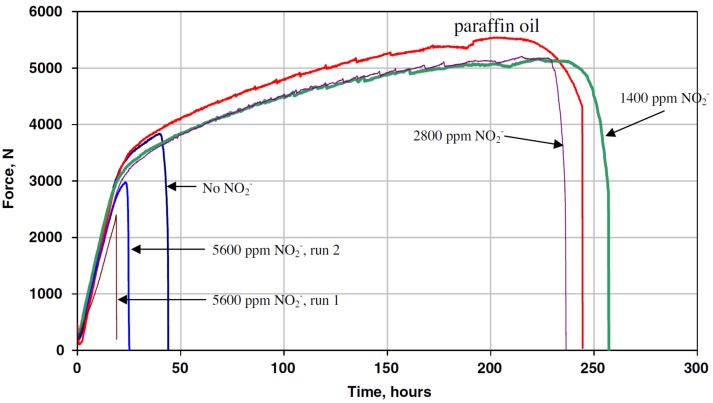 6000
5000
4000
3000
2000
1000
0
0
50
100
150
200
250
300
Force, N
Time, hours
paraffin oil
1400 ppm NO₂⁻
2800 ppm NO₂⁻
No NO₂⁻
5600 ppm NO₂⁻, run 2
5600 ppm NO₂⁻, run 1